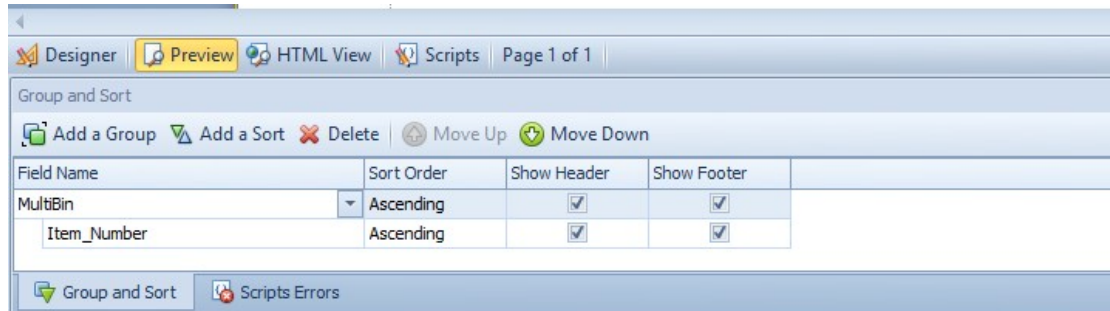 Designer Preview HTML View Scripts Page 1 of 1
Group and Sort
Add a Group Add a Sort Delete Move Up Move Down
Field Name Sort Order Show Header Show Footer
MultiBin Ascending
Item_Number Ascending
Group and Sort Scripts Errors